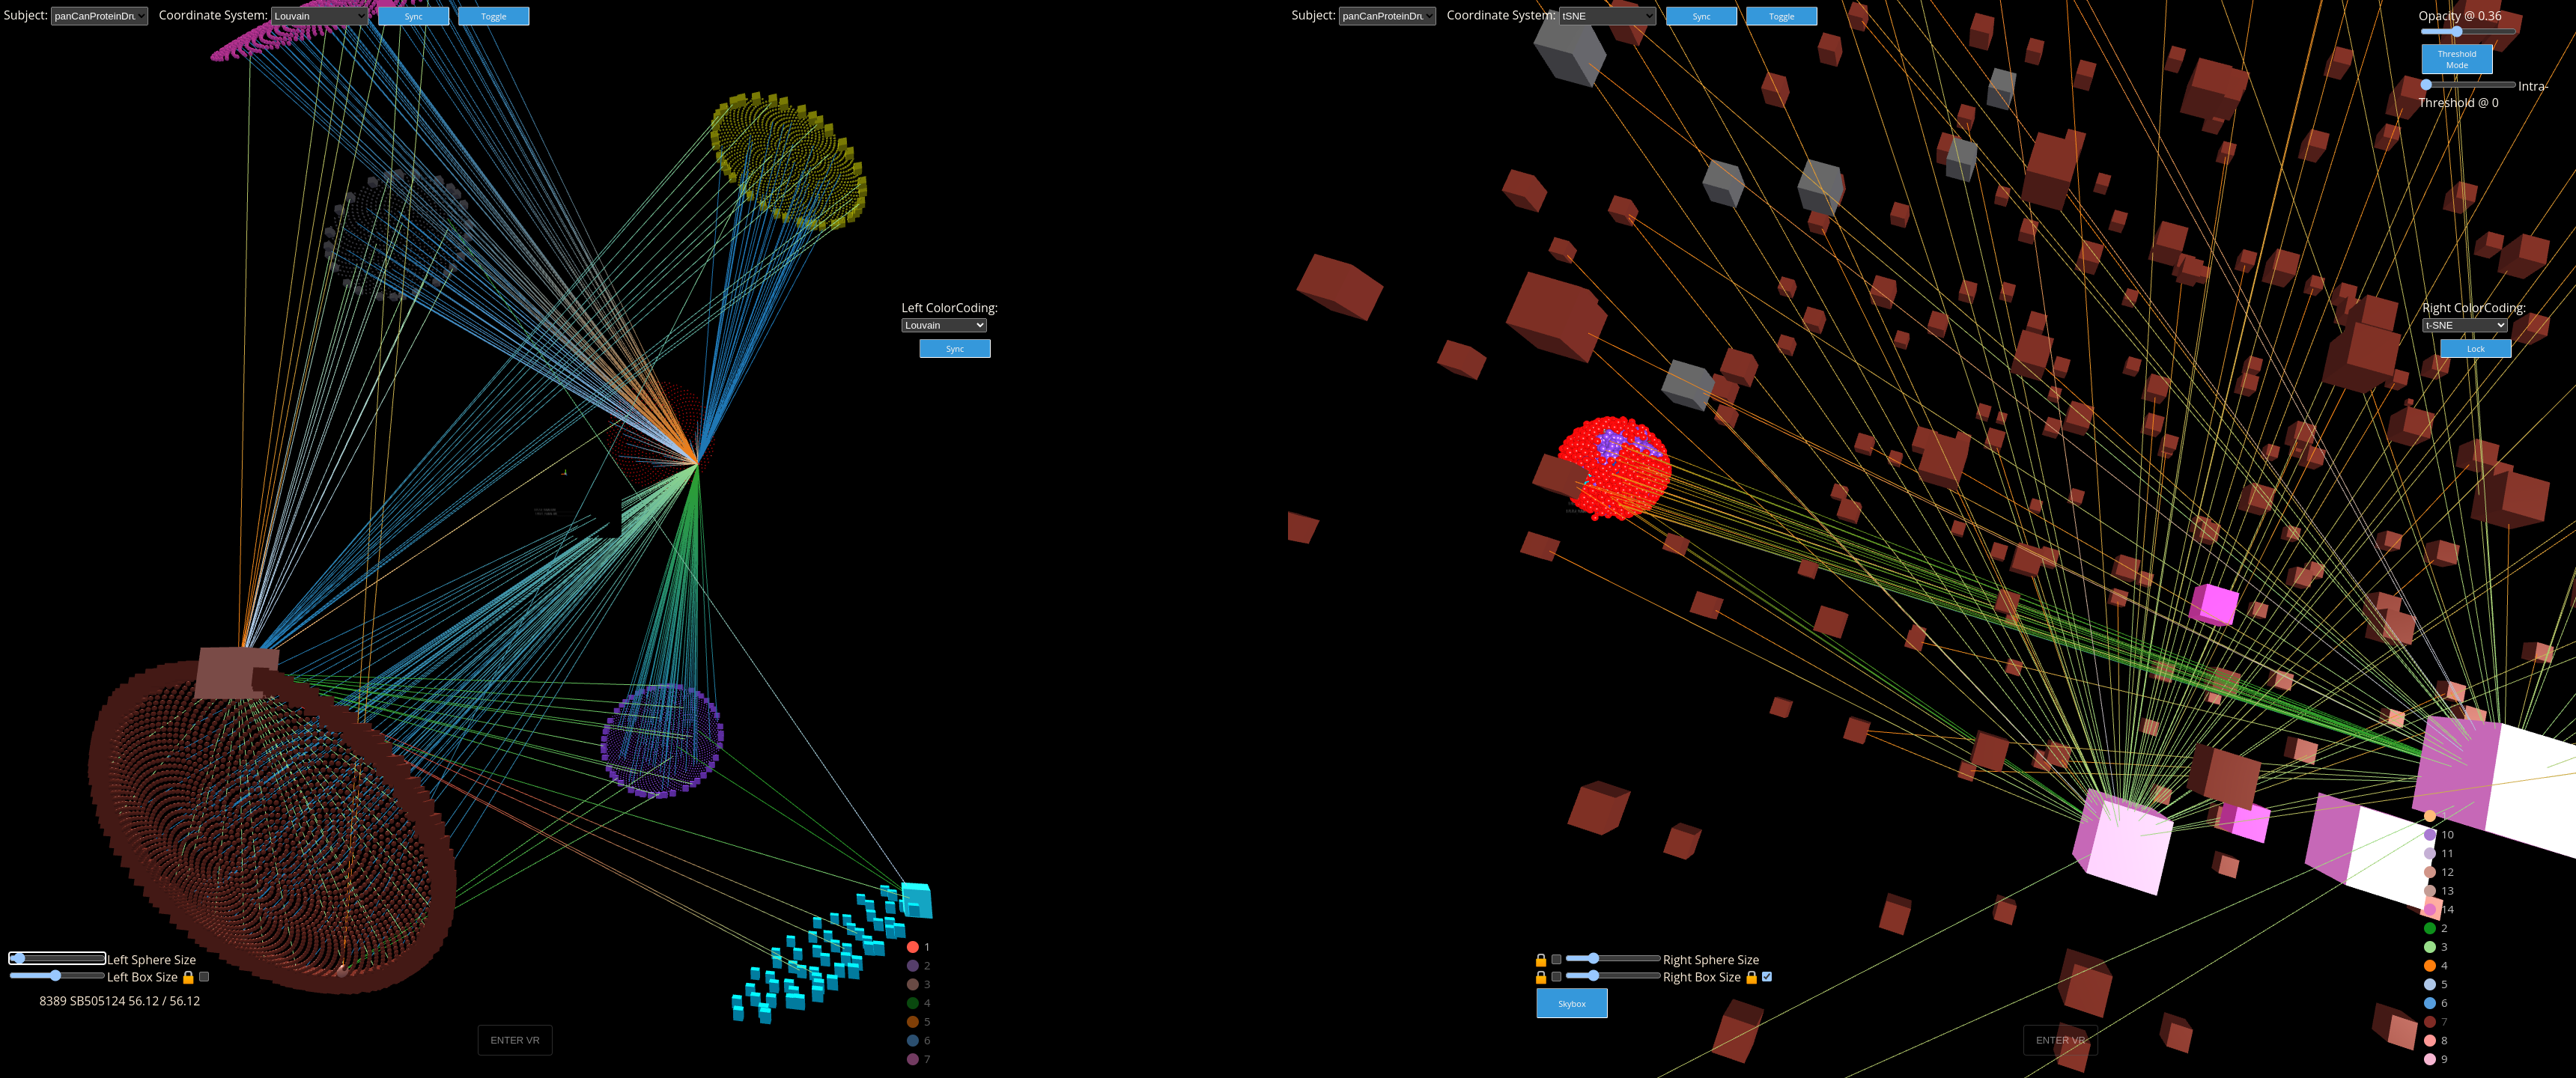 Subject: panCanProteinDru Coordinate System: Louvain Sync Toggle
Left ColorCoding:
Louvain
Sync
Left Sphere Size
Left Box Size
8389 SB505124 56.12 / 56.12
ENTER VR
1
2
3
4
5
6
7
Subject: panCanProteinDru Coordinate System: tSNE Sync Toggle
Opacity @ 0.36
Threshold
Mode
Intra-
Threshold @ 0
Right ColorCoding:
t-SNE
Lock
Right Sphere Size
Right Box Size
Skybox
ENTER VR
1
10
11
12
13
14
2
3
4
5
6
7
8
9